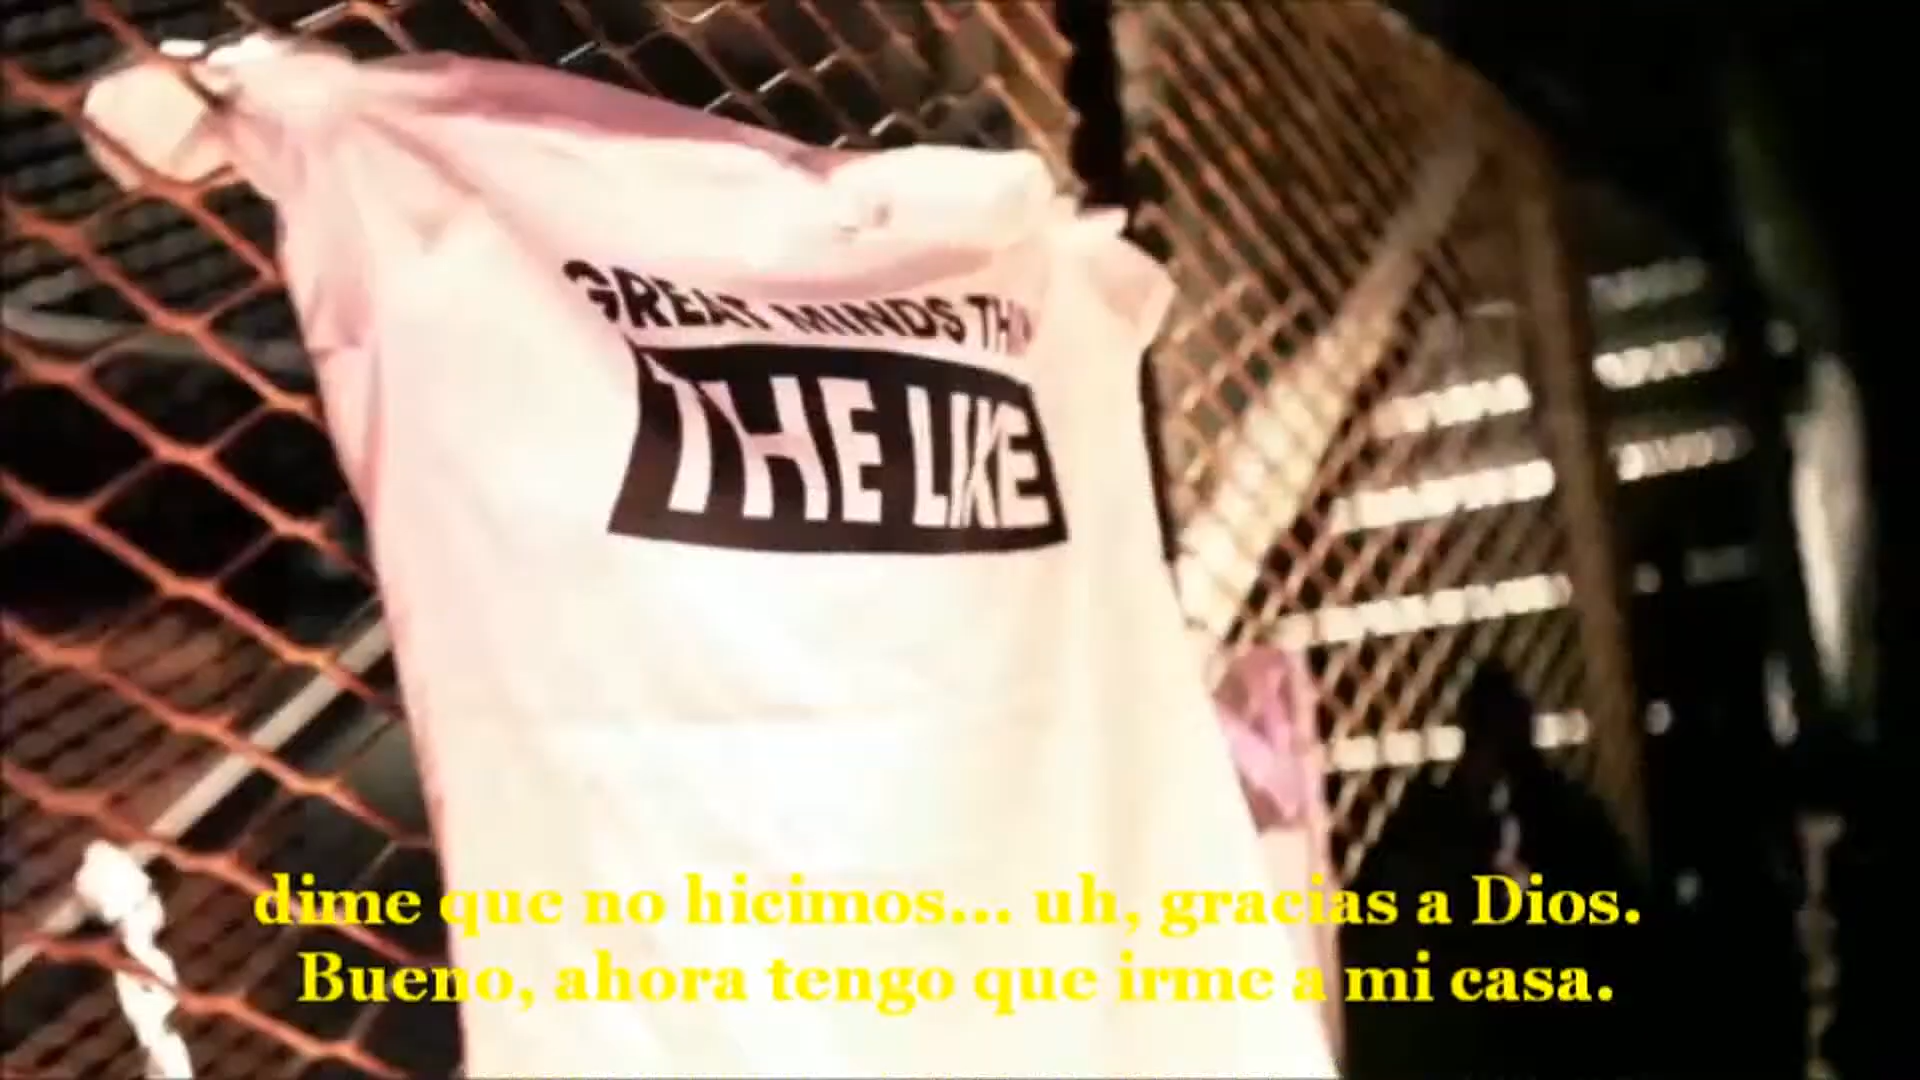 GREAT MINDS
THE LIKE
dime que no hicimos... uh, gracias a Dios.
Bueno, ahora tengo que irme a mi casa.